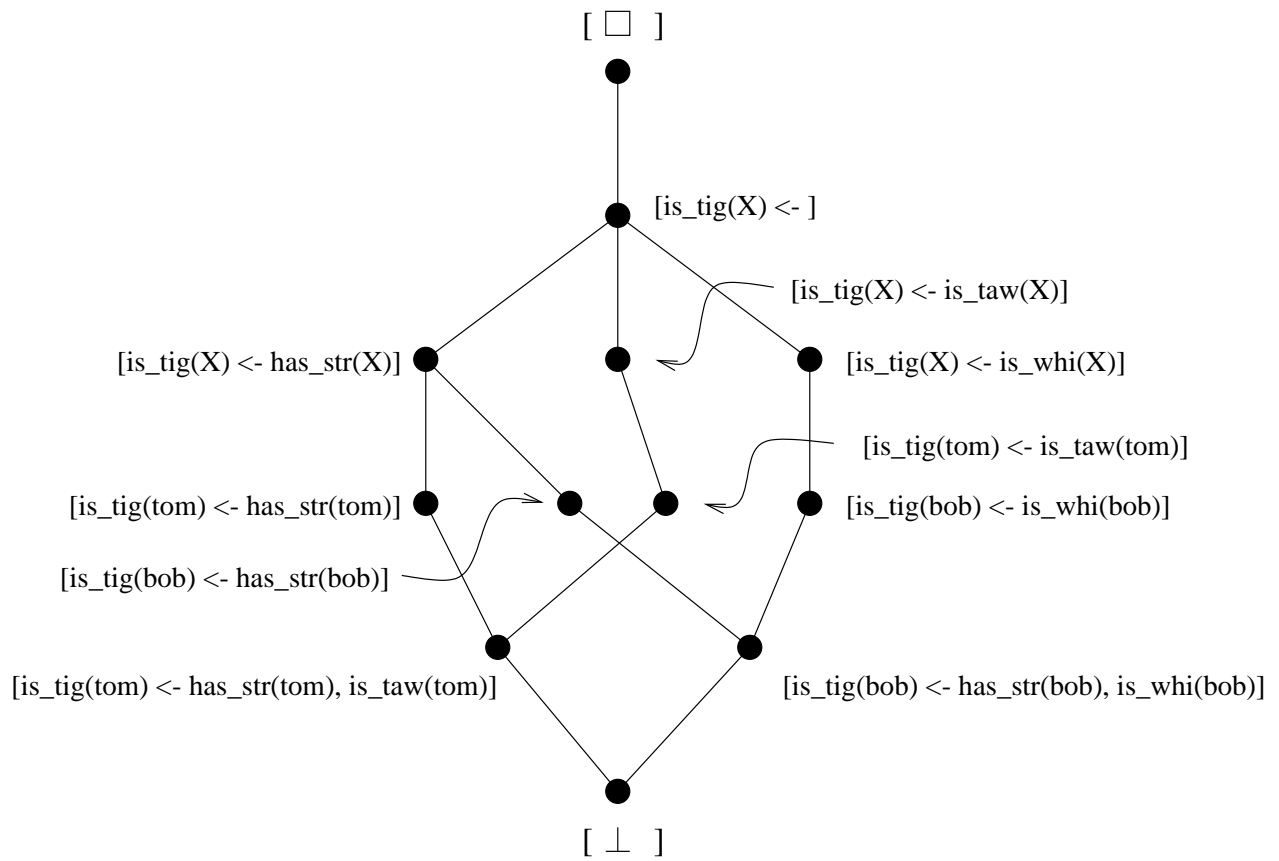 [ □ ]
[is_tig(X) <- ]
[is_tig(X) <- is_taw(X)]
[is_tig(X) <- has_str(X)]
[is_tig(X) <- is_whi(X)]
[is_tig(tom) <- is_taw(tom)]
[is_tig(tom) <- has_str(tom)]
[is_tig(bob) <- is_whi(bob)]
[is_tig(bob) <- has_str(bob)]
[is_tig(tom) <- has_str(tom), is_taw(tom)]
[is_tig(bob) <- has_str(bob), is_whi(bob)]
[ ⊥ ]